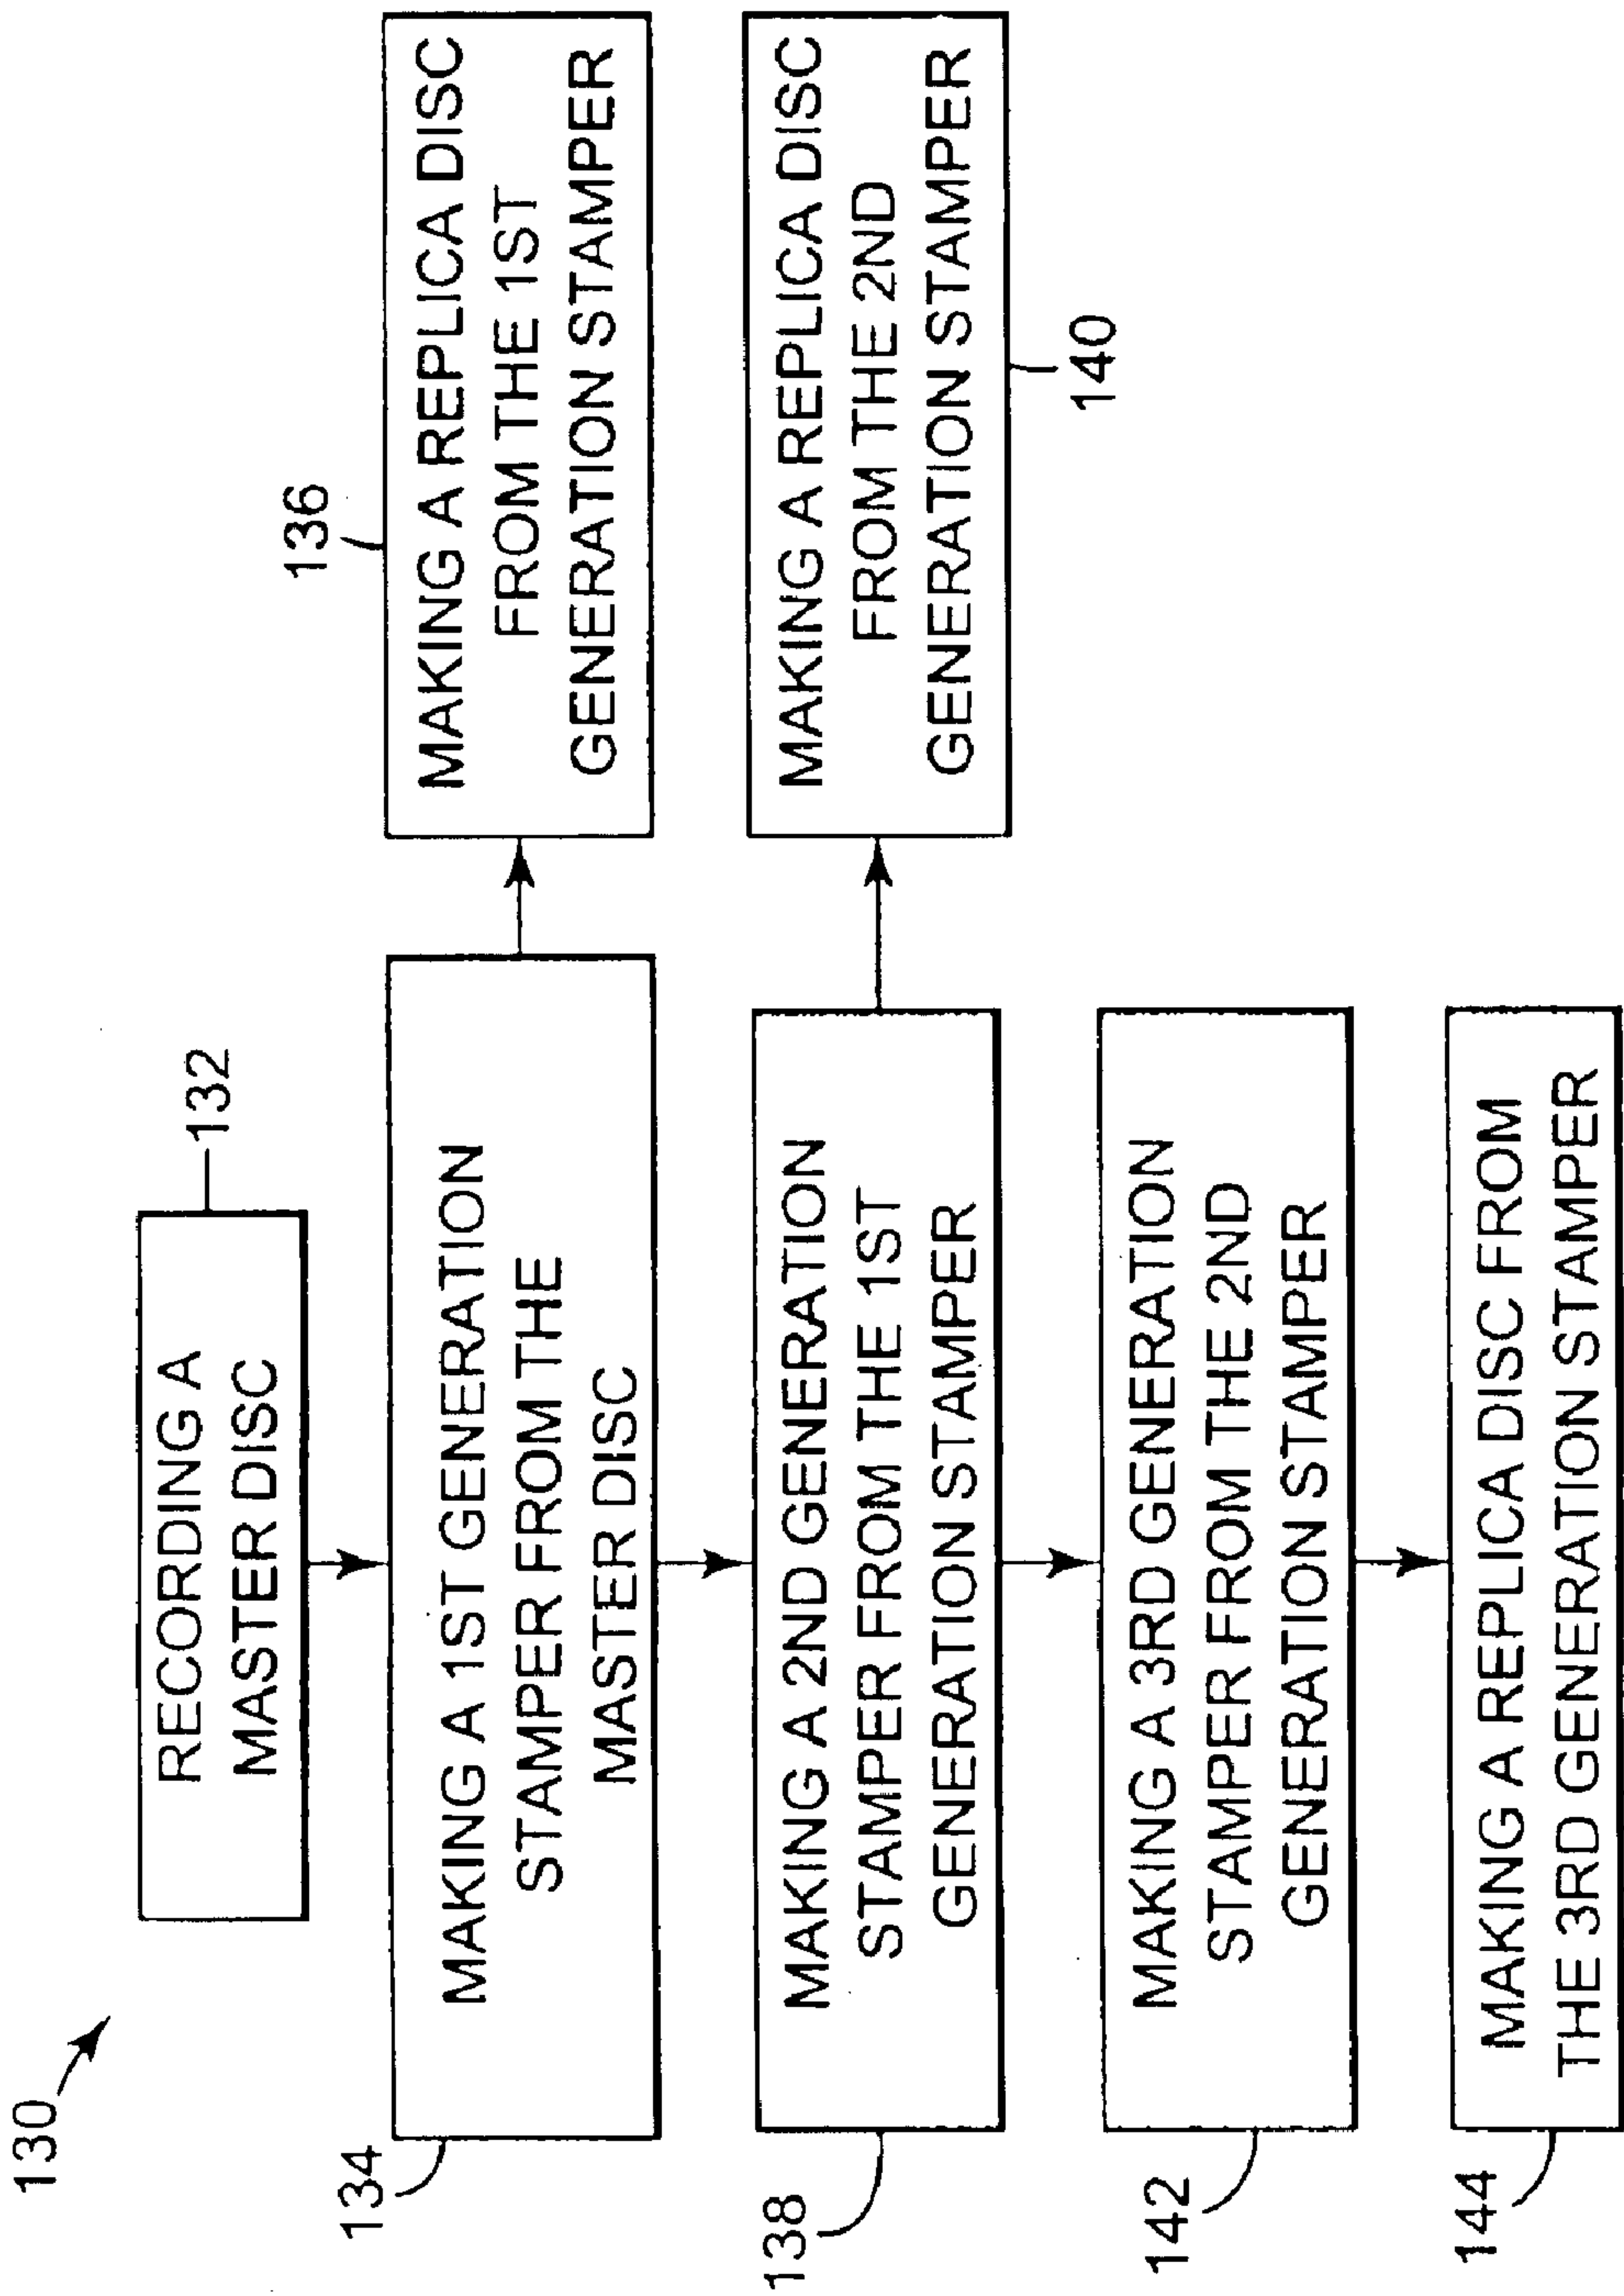 130
RECORDING A
MASTER DISC
132
134
MAKING A 1ST GENERATION
STAMPER FROM THE
MASTER DISC
136
MAKING A REPLICA DISC
FROM THE 1ST
GENERATION STAMPER
138
MAKING A 2ND GENERATION
STAMPER FROM THE 1ST
GENERATION STAMPER
MAKING A REPLICA DISC
FROM THE 2ND
GENERATION STAMPER
140
142
MAKING A 3RD GENERATION
STAMPER FROM THE 2ND
GENERATION STAMPER
144
MAKING A REPLICA DISC FROM
THE 3RD GENERATION STAMPER